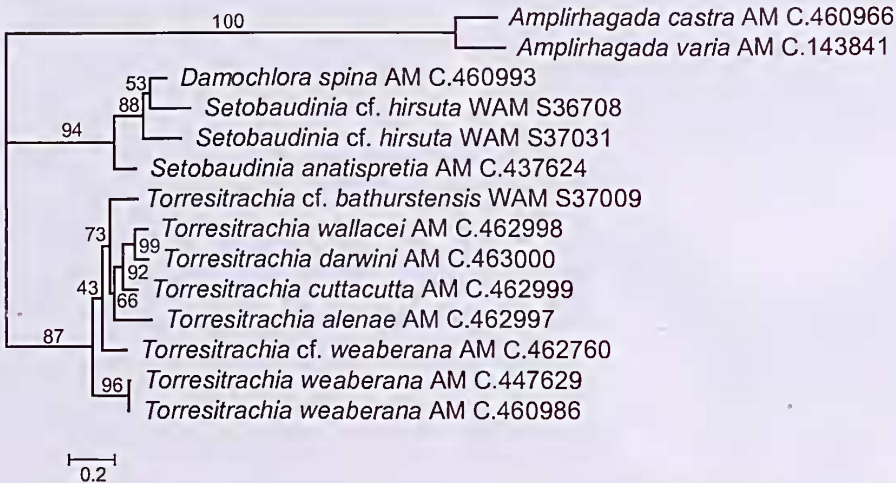 100
Amplirhagada castra AM C.460966
Amplirhagada varia AM C.143841
53
Damochlora spina AM C.460993
88
Setobaudinia cf. hirsuta WAM S36708
94
Setobaudinia cf. hirsuta WAM S37031
Setobaudinia anatispretia AM C.437624
Torresitrachia cf. bathurstensis WAM S37009
73
Torresitrachia wallacei AM C.462998
99
Torresitrachia darwini AM C.463000
92
43
Torresitrachia cuttacutta AM C.462999
66
Torresitrachia alenae AM C.462997
87
Torresitrachia cf. weaberana AM C.462760
96
Torresitrachia weaberana AM C.447629
Torresitrachia weaberana AM C.460986
0.2